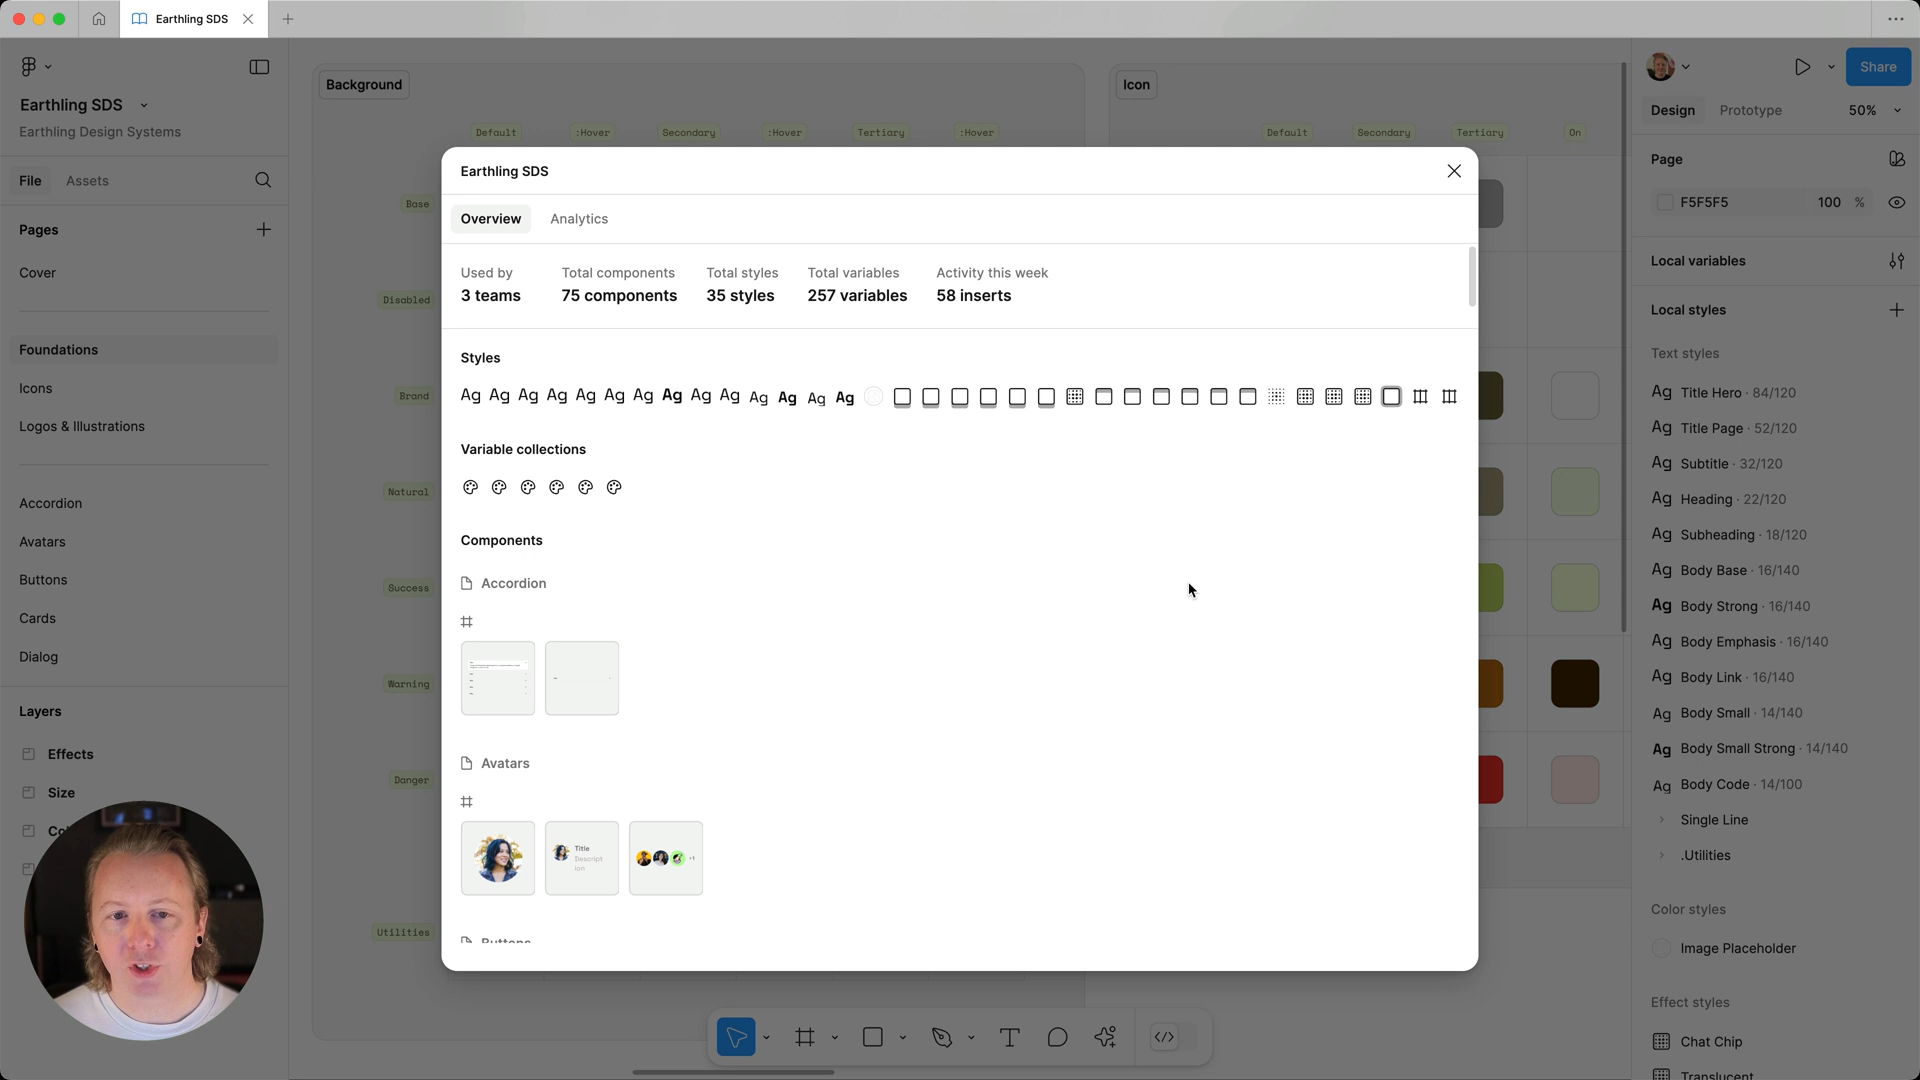 Earthling SDS
Earthling SDS
Earthling Design Systems
File
Assets
Pages
Cover
Foundations
Icons
Logos & Illustrations
Accordion
Avatars
Buttons
Cards
Dialog
Layers
Effects
Size
Background
Default
:Hover
Secondary
:Hover
Tertiary
:Hover
Base
Disabled
Brand
Natural
Success
Warning
Danger
Utilities
Icon
Default
Secondary
Tertiary
On
Earthling SDS
Overview
Analytics
Used by
3 teams
Total components
75 components
Total styles
35 styles
Total variables
257 variables
Activity this week
58 inserts
Styles
Ag Ag Ag Ag Ag Ag Ag Ag Ag Ag Ag Ag Ag Ag
Variable collections
Components
Accordion
Avatars
Title
Descript
ion
+1
Buttons
Share
Design
Prototype
50%
Page
F5F5F5
100
%
Local variables
Local styles
Text styles
Ag Title Hero · 84/120
Ag Title Page · 52/120
Ag Subtitle · 32/120
Ag Heading · 22/120
Ag Subheading · 18/120
Ag Body Base · 16/140
Ag Body Strong · 16/140
Ag Body Emphasis · 16/140
Ag Body Link · 16/140
Ag Body Small · 14/140
Ag Body Small Strong · 14/140
Ag Body Code · 14/100
Single Line
.Utilities
Color styles
Image Placeholder
Effect styles
Chat Chip
Translucent